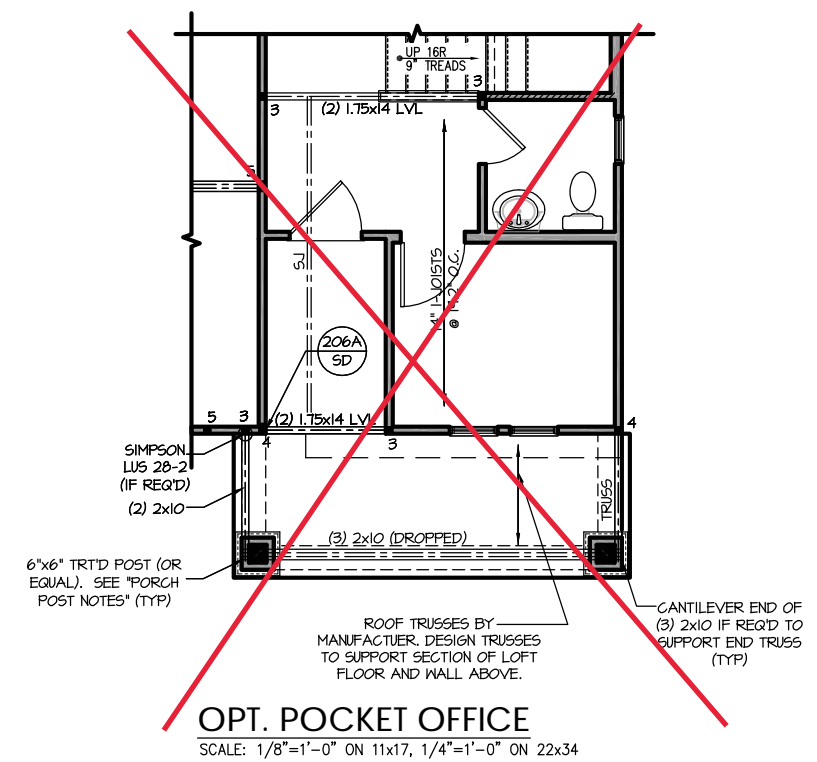 UP 16R
9" TREADS
3
3
(2) 1.75x14 LVL
5
SJ
14" I-JOISTS
@ 19.2" O.C.
206A
SD
5
3
(2) 1.75x14 LVL
4
3
4
SIMPSON
LUS 28-2
(IF REQ'D)
(2) 2x10
TRUSS
(3) 2x10 (DROPPED)
6"x6" TRT'D POST (OR
EQUAL). SEE "PORCH
POST NOTES" (TYP)
CANTILEVER END OF
(3) 2x10 IF REQ'D TO
SUPPORT END TRUSS
(TYP)
ROOF TRUSSES BY
MANUFACTUER. DESIGN TRUSSES
TO SUPPORT SECTION OF LOFT
FLOOR AND WALL ABOVE.
OPT. POCKET OFFICE
SCALE: 1/8"=1'-0" ON 11x17, 1/4"=1'-0" ON 22x34